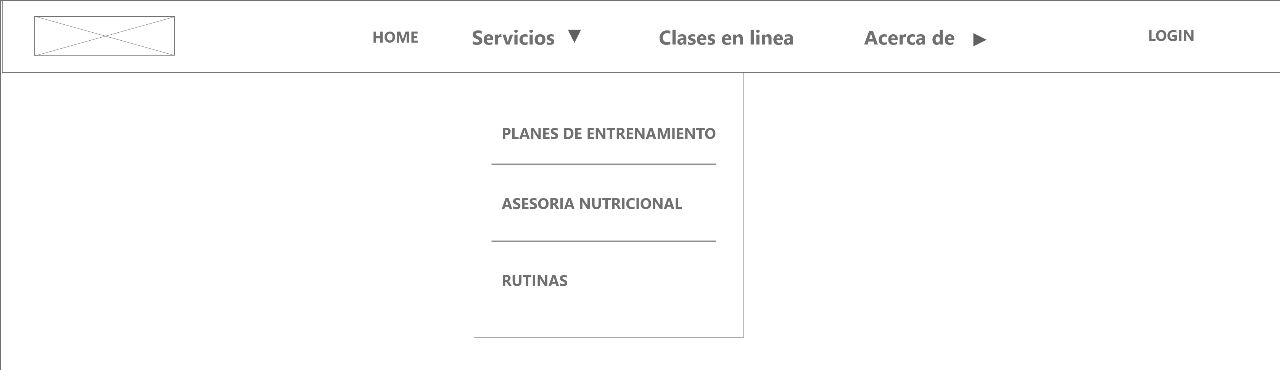 HOME Servicios ▼ Clases en linea Acerca de ▶ LOGIN
PLANES DE ENTRENAMIENTO
ASESORIA NUTRICIONAL
RUTINAS